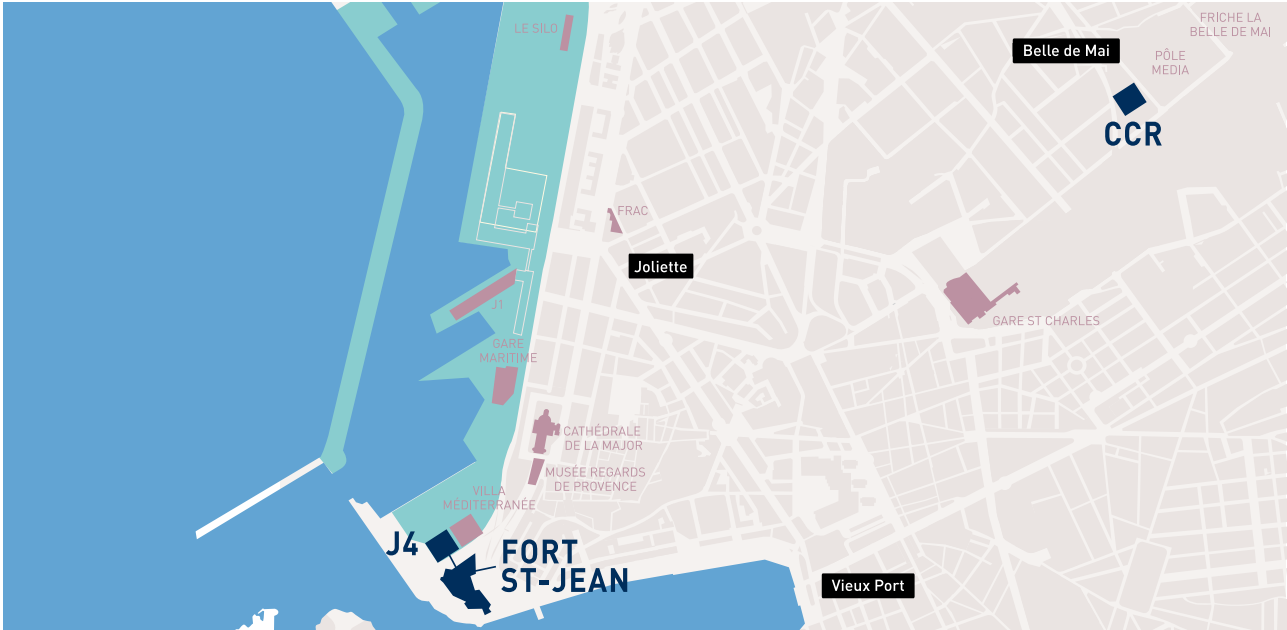 LE SILO
FRICHE LA
BELLE DE MAI
Belle de Mai
PÔLE
MEDIA
CCR
FRAC
Joliette
J1
GARE ST CHARLES
GARE
MARITIME
CATHÉDRALE
DE LA MAJOR
MUSÉE REGARDS
DE PROVENCE
VILLA
MÉDITERRANÉE
J4
FORT
ST-JEAN
Vieux Port